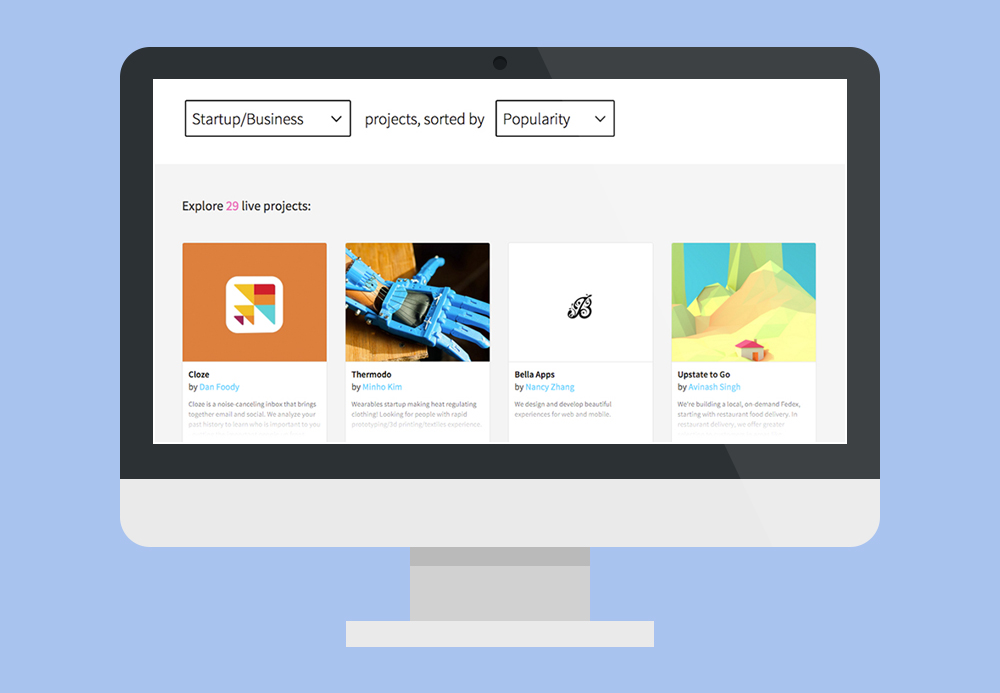 Startup/Business projects, sorted by Popularity
Explore 29 live projects:
Cloze
by Dan Foody
Cloze is a noise-canceling inbox that brings
together email and social. We analyze your
past history to learn who is important to you
Thermodo
by Minho Kim
Wearables startup making heat regulating
clothing! Looking for people with rapid
prototyping/3d printing/textiles experience.
B
Bella Apps
by Nancy Zhang
We design and develop beautiful
experiences for web and mobile.
Upstate to Go
by Avinash Singh
We're building a local, on-demand Fedex,
starting with restaurant food delivery. In
restaurant delivery, we offer greater